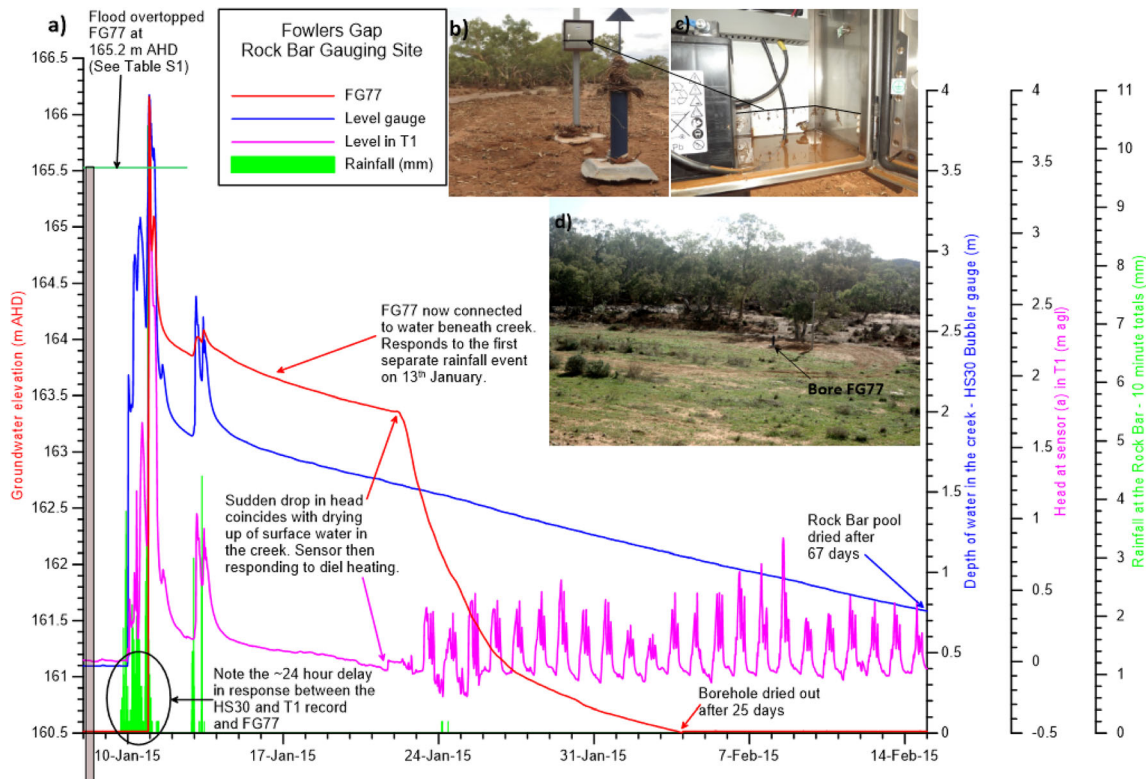 a)
Flood overtopped
FG77 at
165.2 m AHD
(See Table S1)
Fowlers Gap
Rock Bar Gauging Site
FG77
Level gauge
Level in T1
Rainfall (mm)
b)
c)
Pb
d)
Bore FG77
FG77 now connected
to water beneath creek.
Responds to the first
separate rainfall event
on 13th January.
Sudden drop in head
coincides with drying
up of surface water in
the creek. Sensor then
responding to diel heating.
Rock Bar pool
dried after
67 days
Note the ~24 hour delay
in response between the
HS30 and T1 record
and FG77
Borehole dried out
after 25 days
Groundwater elevation (m AHD)
166.5
166
165.5
165
164.5
164
163.5
163
162.5
162
161.5
161
160.5
10-Jan-15
17-Jan-15
24-Jan-15
31-Jan-15
7-Feb-15
14-Feb-15
4
3.5
3
2.5
2
1.5
1
0.5
0
Depth of water in the creek - HS30 Bubbler gauge (m)
4
3.5
3
2.5
2
1.5
1
0.5
0
-0.5
Head at sensor (a) in T1 (m agl)
11
10
9
8
7
6
5
4
3
2
1
0
Rainfall at the Rock Bar - 10 minute totals (mm)